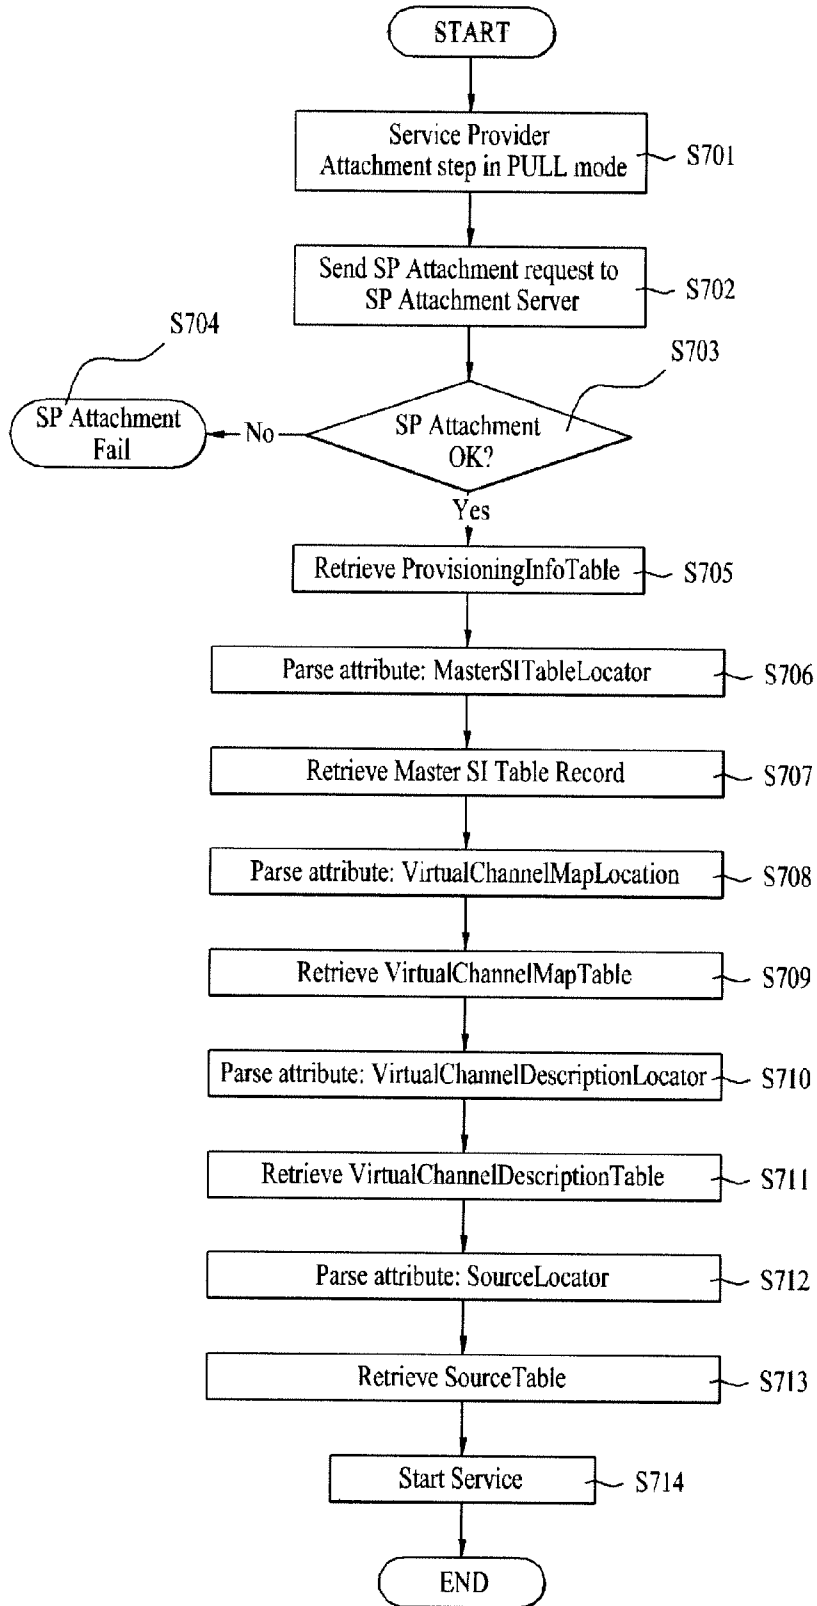 START
Service Provider
Attachment step in PULL mode
S701
Send SP Attachment request to
SP Attachment Server
S702
S704
S703
SP Attachment
Fail
No
SP Attachment
OK?
Yes
Retrieve ProvisioningInfoTable
S705
Parse attribute: MasterSITableLocator
S706
Retrieve Master SI Table Record
S707
Parse attribute: VirtualChannelMapLocation
S708
Retrieve VirtualChannelMapTable
S709
Parse attribute: VirtualChannelDescriptionLocator
S710
Retrieve VirtualChannelDescriptionTable
S711
Parse attribute: SourceLocator
S712
Retrieve SourceTable
S713
Start Service
S714
END